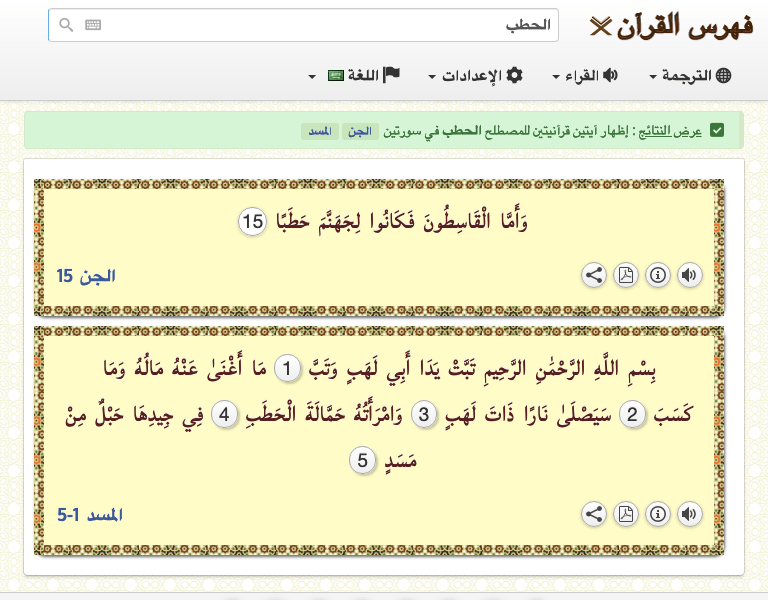 فهرس القرآن
الحطب
الترجمة القراء الإعدادات اللغة
عرض النتائج : إظهار آيتين قرآنيتين للمصطلح الحطب في سورتين الجن المسد
وَأَمَّا الْقَاسِطُونَ فَكَانُوا لِجَهَنَّمَ حَطَبًا 15
الجن 15
بِسْمِ اللَّهِ الرَّحْمَٰنِ الرَّحِيمِ تَبَّتْ يَدَا أَبِي لَهَبٍ وَتَبَّ 1 مَا أَغْنَىٰ عَنْهُ مَالُهُ وَمَا
كَسَبَ 2 سَيَصْلَىٰ نَارًا ذَاتَ لَهَبٍ 3 وَامْرَأَتُهُ حَمَّالَةَ الْحَطَبِ 4 فِي جِيدِهَا حَبْلٌ مِنْ
مَسَدٍ 5
المسد 1-5